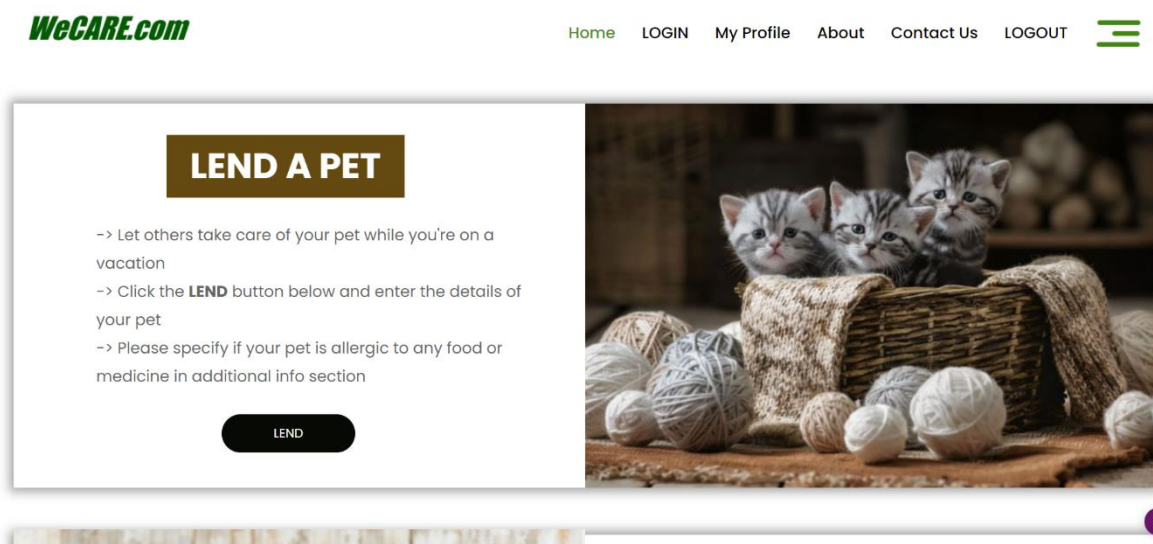 WeCARE.com
Home LOGIN My Profile About Contact Us LOGOUT
LEND A PET
-> Let others take care of your pet while you're on a
vacation
-> Click the LEND button below and enter the details of
your pet
-> Please specify if your pet is allergic to any food or
medicine in additional info section
LEND